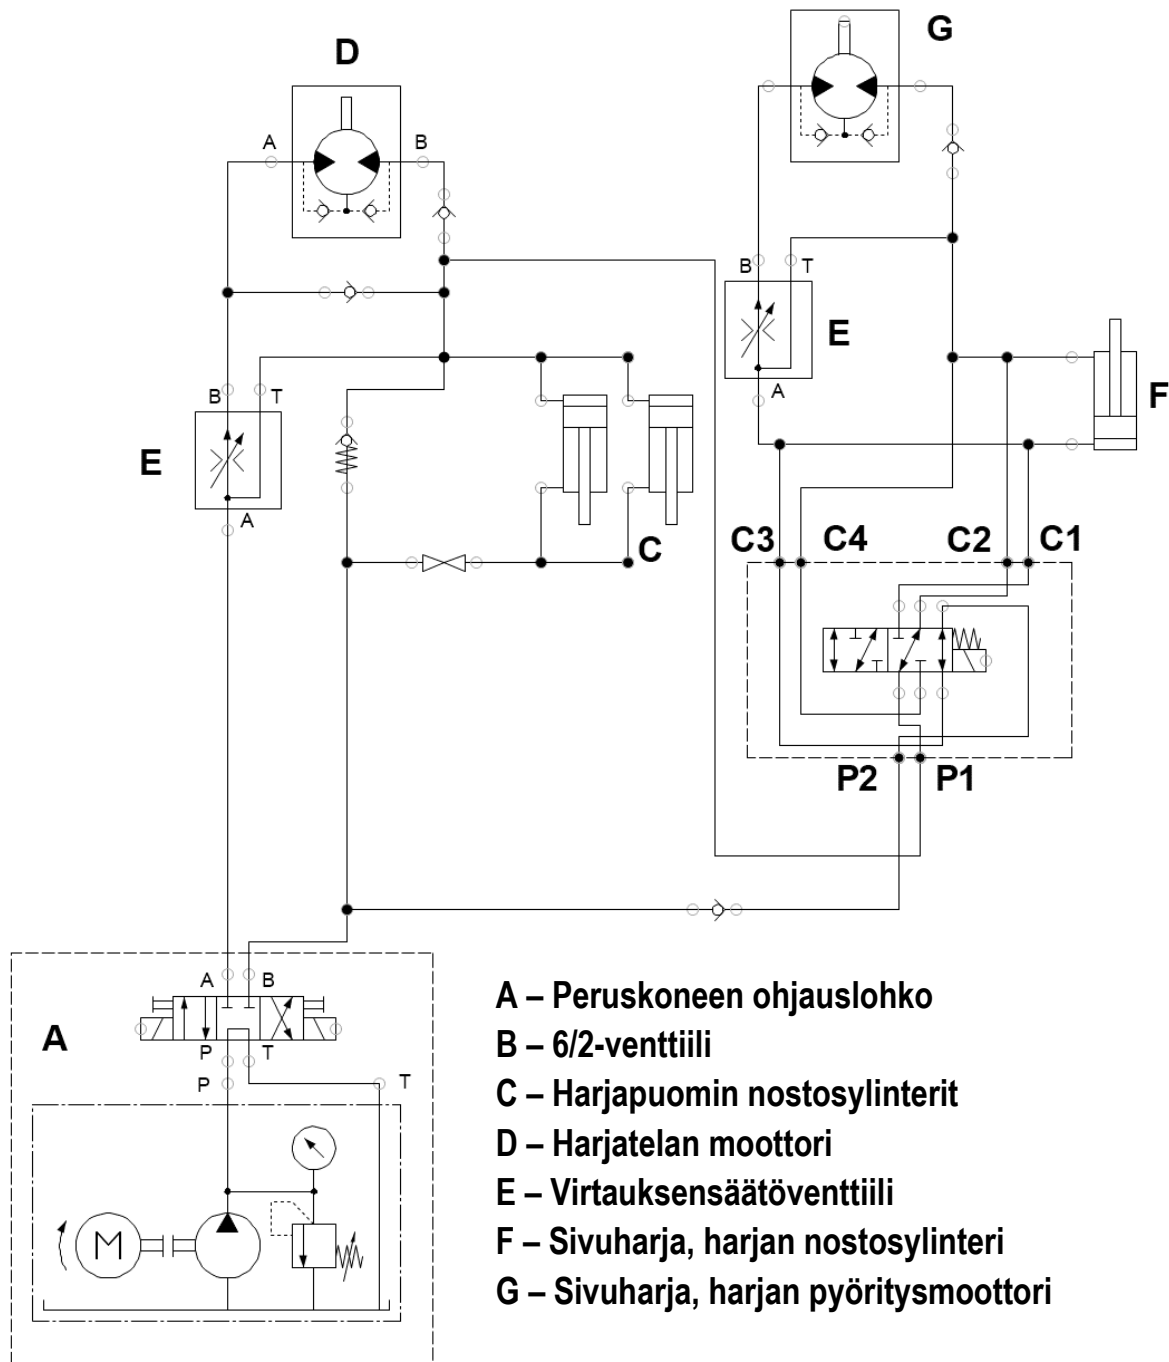 G
D
A
B
B
T
E
E
A
F
B
T
E
A
C
C3
C4
C2
C1
P2
P1
A
B
A
P
T
P
T
M
A – Peruskoneen ohjauslohko
B – 6/2-venttiili
C – Harjapuomin nostosylinterit
D – Harjatelan moottori
E – Virtauksensäätöventtiili
F – Sivuharja, harjan nostosylinteri
G – Sivuharja, harjan pyöritysmoottori